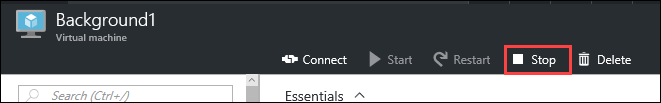 Background1
Virtual machine
Connect Start Restart Stop Delete
Search (Ctrl+/) Essentials